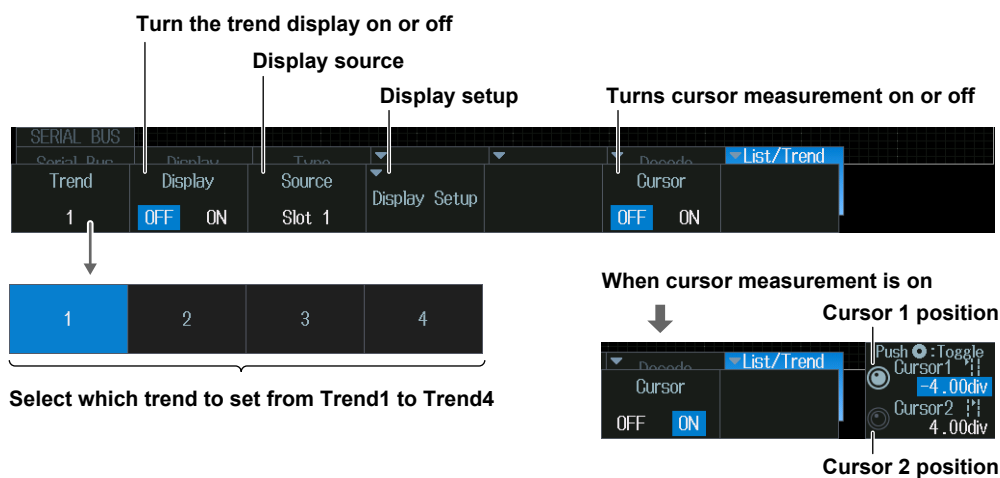 Turn the trend display on or off
Display source
Display setup
Turns cursor measurement on or off
SERIAL BUS
Serial Bus Display Type Decode List/Trend
Trend Display Source Display Setup Cursor
1 OFF ON Slot 1 OFF ON
1 2 3 4
Select which trend to set from Trend1 to Trend4
When cursor measurement is on
Cursor 1 position
Decode List/Trend
Cursor
OFF ON
Push :Toggle
Cursor1
-4.00div
Cursor2
4.00div
Cursor 2 position